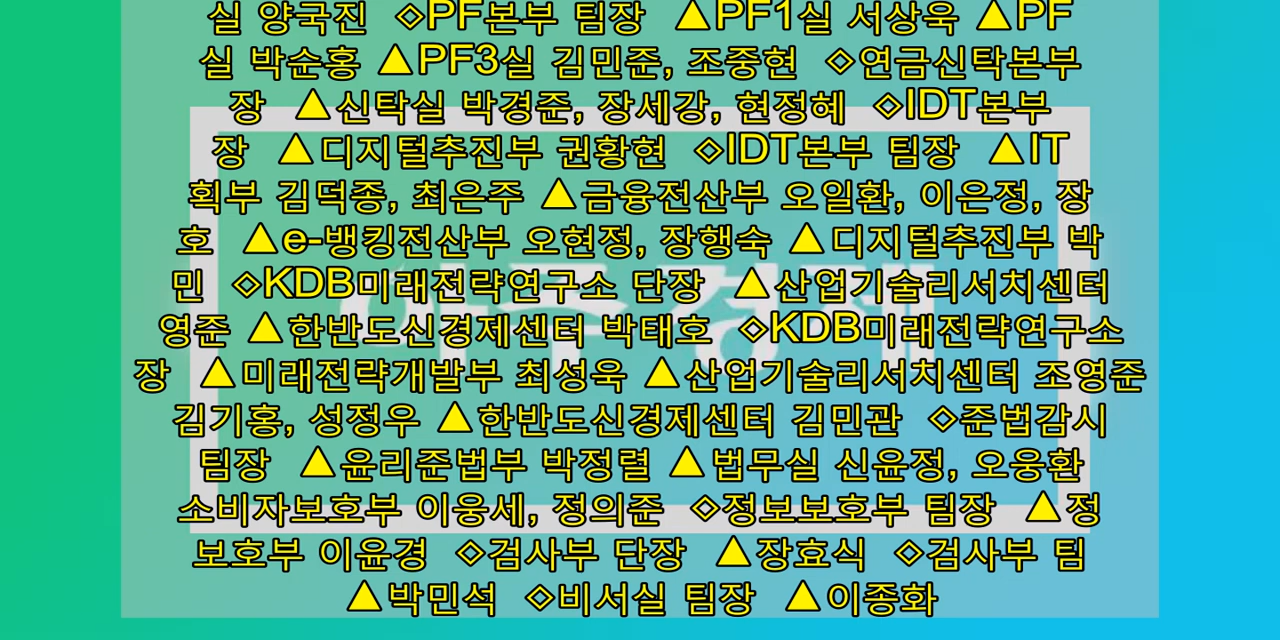 실 양국진 ◇PF본부 팀장 ▲PF1실 서상욱 ▲PF
실 박순홍 ▲PF3실 김민준, 조중현 ◇연금신탁본부
장 ▲신탁실 박경준, 장세강, 현정혜 ◇IDT본부
장 ▲디지털추진부 권황현 ◇IDT본부 팀장 ▲IT
획부 김덕종, 최은주 ▲금융전산부 오일환, 이은정, 장
호 ▲e-뱅킹전산부 오현정, 장행숙 ▲디지털추진부 박
민 ◇KDB미래전략연구소 단장 ▲산업기술리서치센터
영준 ▲한반도신경제센터 박태호 ◇KDB미래전략연구소
장 ▲미래전략개발부 최성욱 ▲산업기술리서치센터 조영준
김기홍, 성정우 ▲한반도신경제센터 김민관 ◇준법감시
팀장 ▲윤리준법부 박정렬 ▲법무실 신윤정, 오웅환
소비자보호부 이웅세, 정의준 ◇정보보호부 팀장 ▲정
보호부 이윤경 ◇검사부 단장 ▲장효식 ◇검사부 팀
▲박민석 ◇비서실 팀장 ▲이종화
아주경제